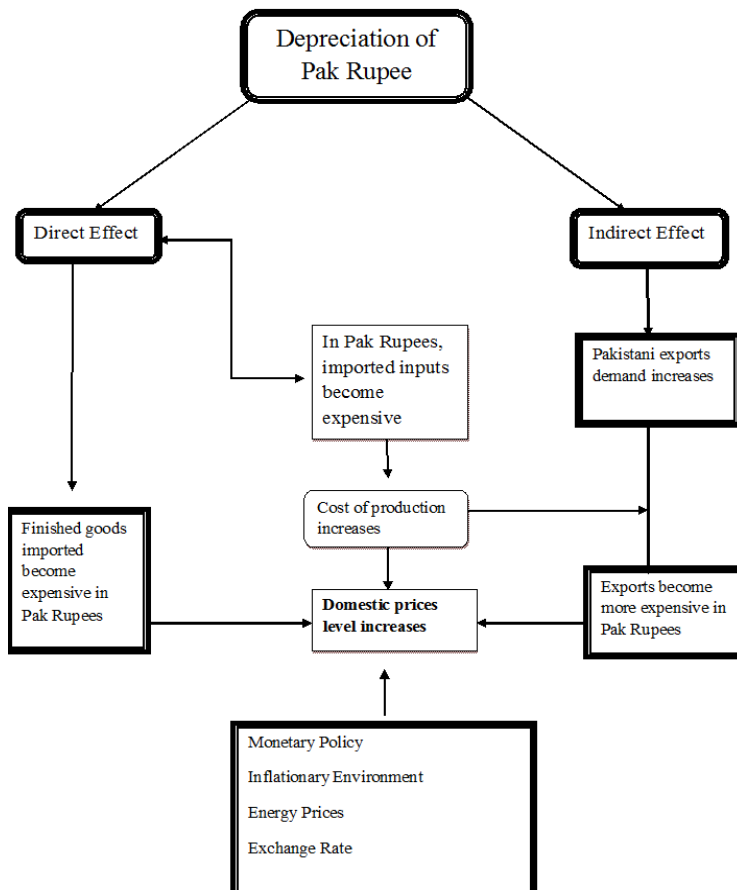 Depreciation of
Pak Rupee
Direct Effect
Indirect Effect
In Pak Rupees,
imported inputs
become
expensive
Pakistani exports
demand increases
Cost of production
increases
Finished goods
imported
become
expensive in
Pak Rupees
Domestic prices
level increases
Exports become
more expensive in
Pak Rupees
Monetary Policy
Inflationary Environment
Energy Prices
Exchange Rate